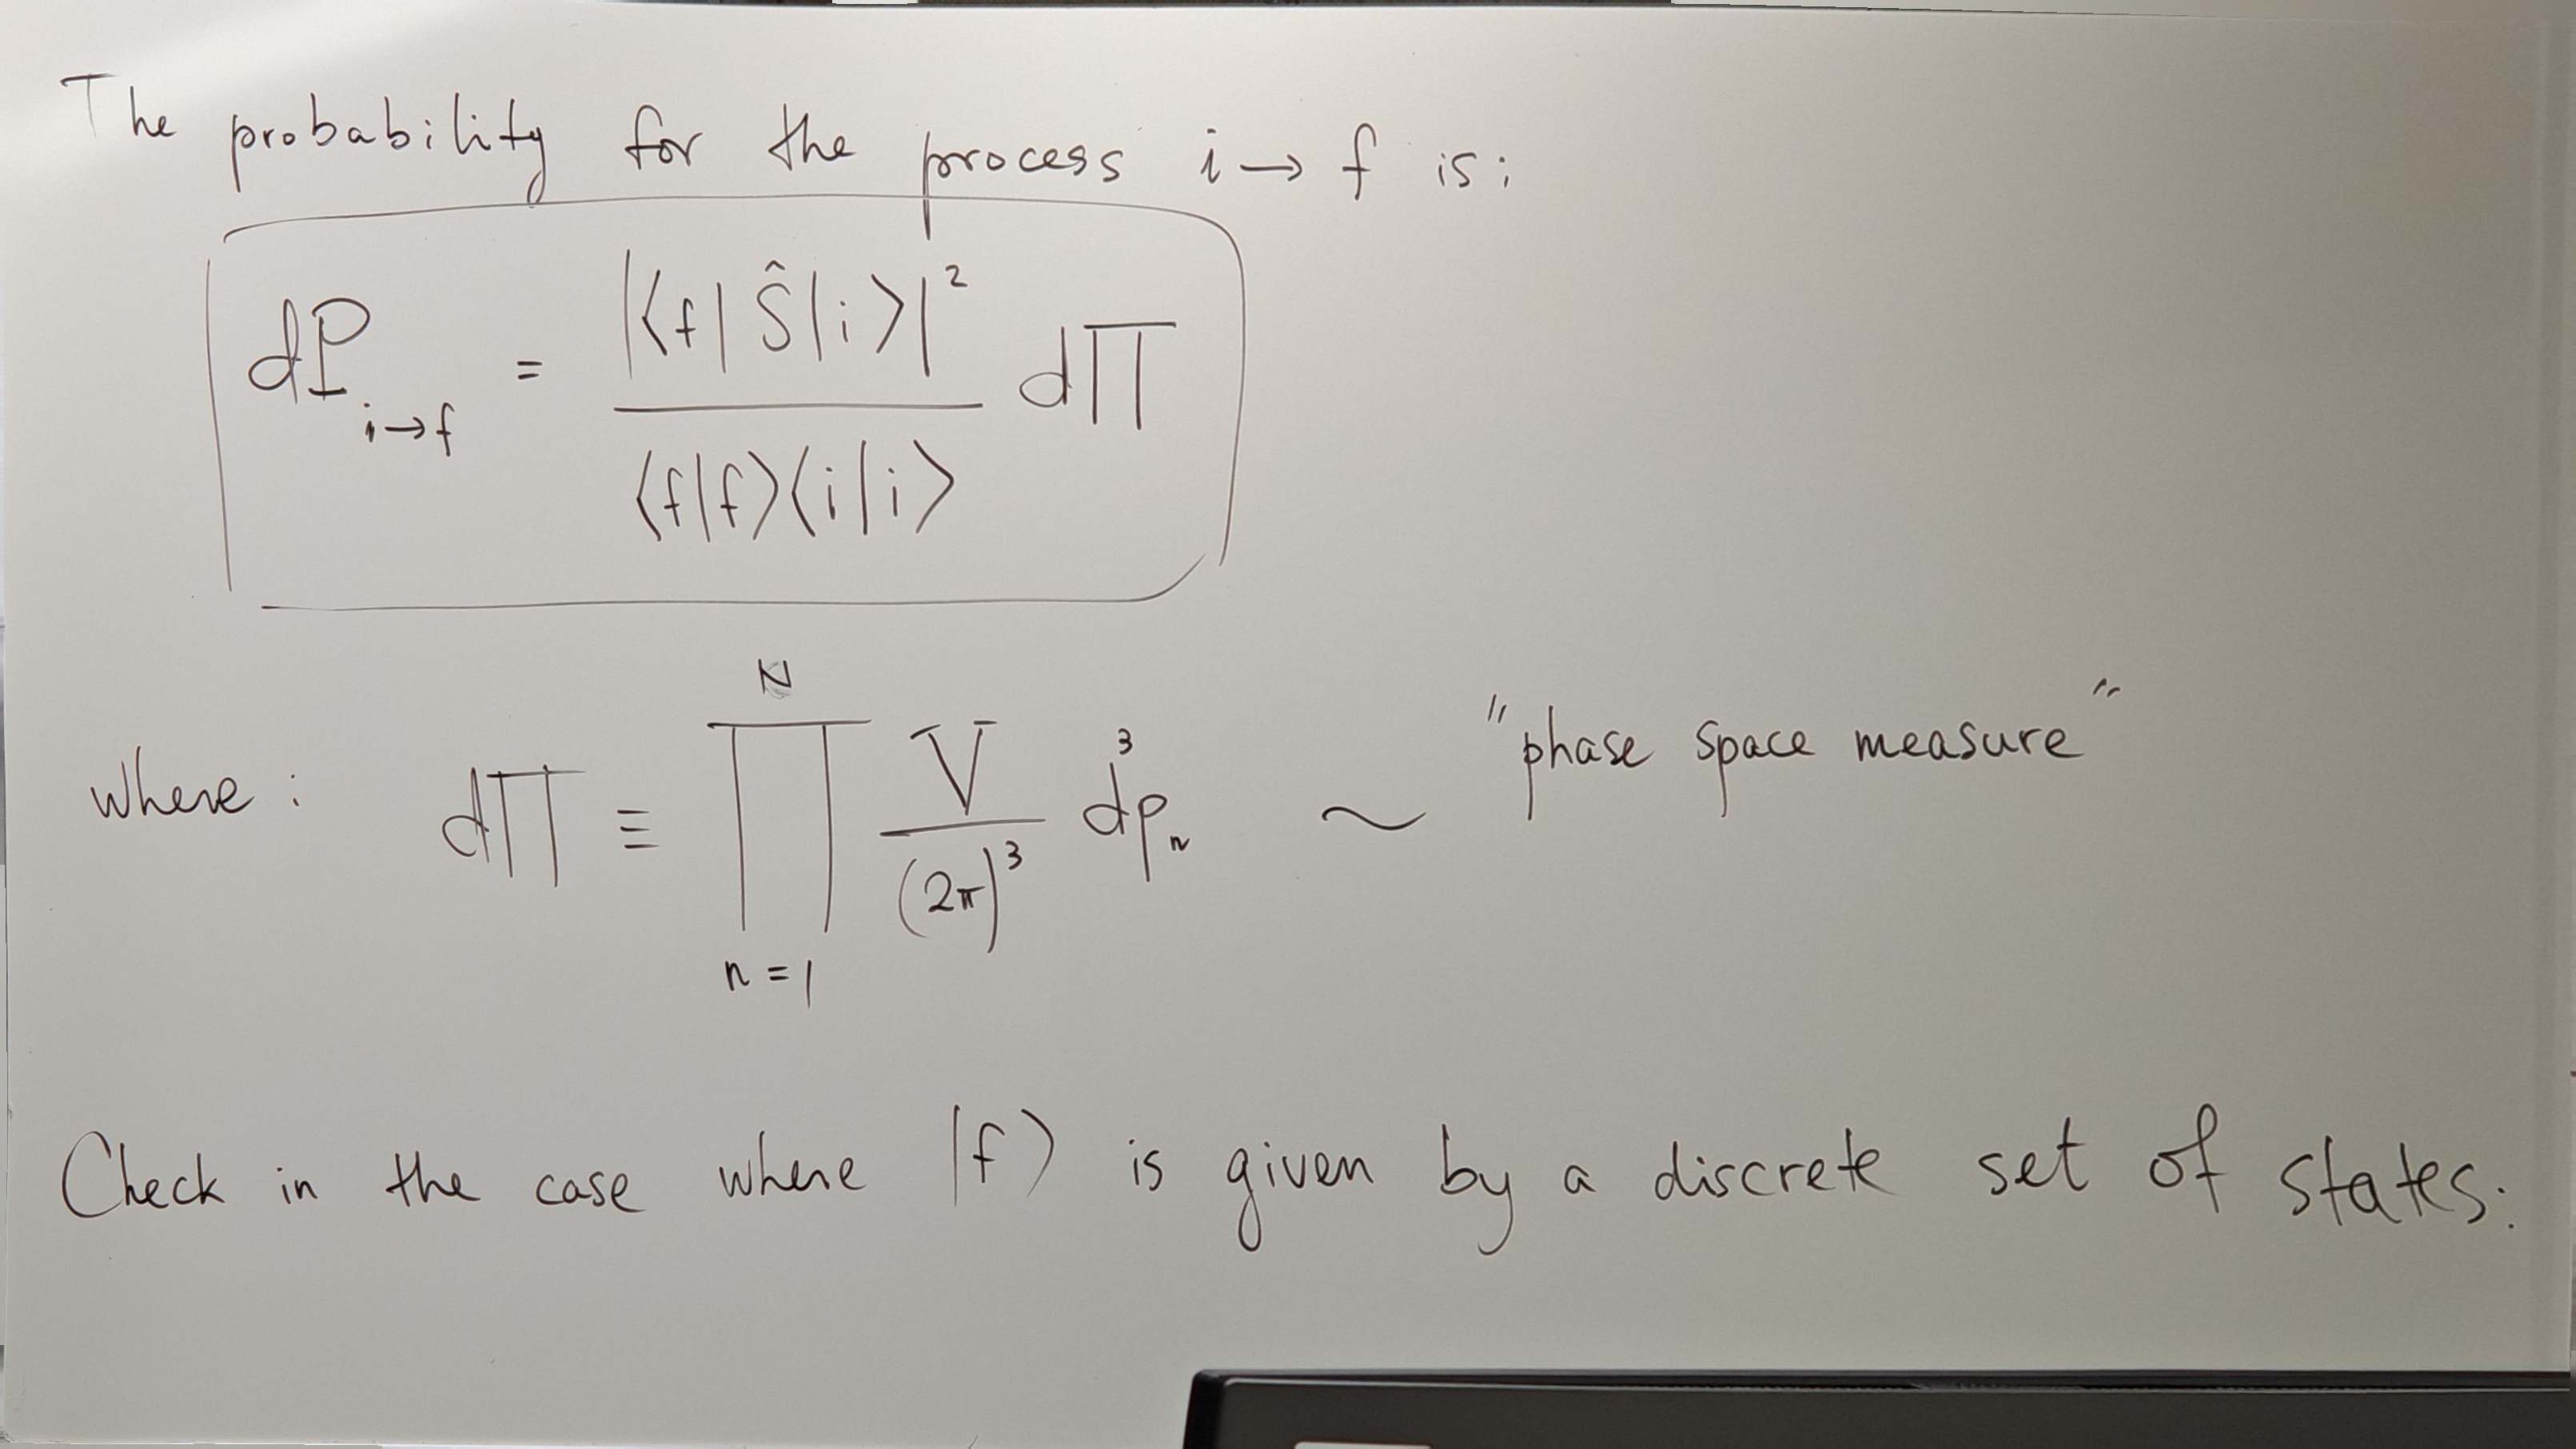 The probability for the process i → f is:
dP_{i→f} = |⟨f|Ŝ|i⟩|² / ⟨f|f⟩⟨i|i⟩ dΠ
where: dΠ ≡ ∏_{n=1}^{N} V/(2π)³ d³p_n ~ "phase space measure"
Check in the case where |f⟩ is given by a discrete set of states: